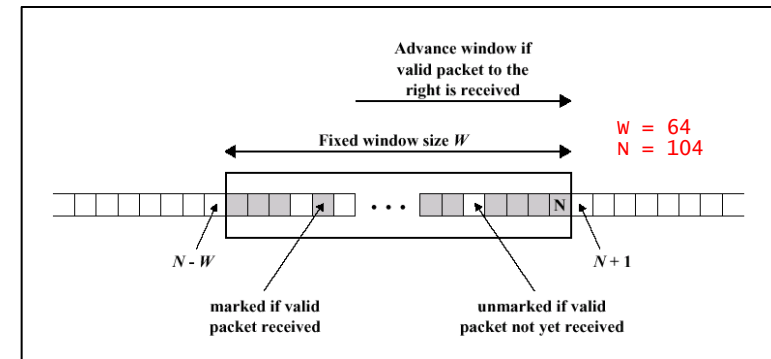 Advance window if
valid packet to the
right is received
W = 64
N = 104
Fixed window size W
• • •
N
N - W
N + 1
marked if valid
packet received
unmarked if valid
packet not yet received